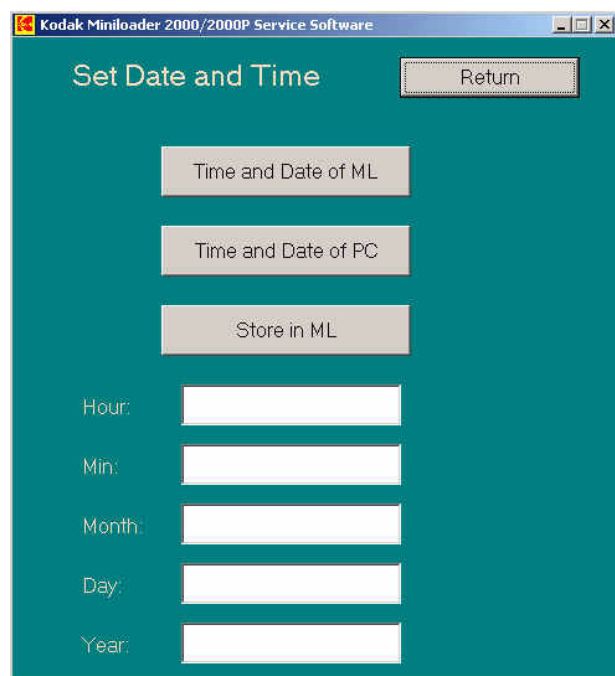 Kodak Miniloader 2000/2000P Service Software
Set Date and Time
Return
Time and Date of ML
Time and Date of PC
Store in ML
Hour:
Min:
Month:
Day:
Year: